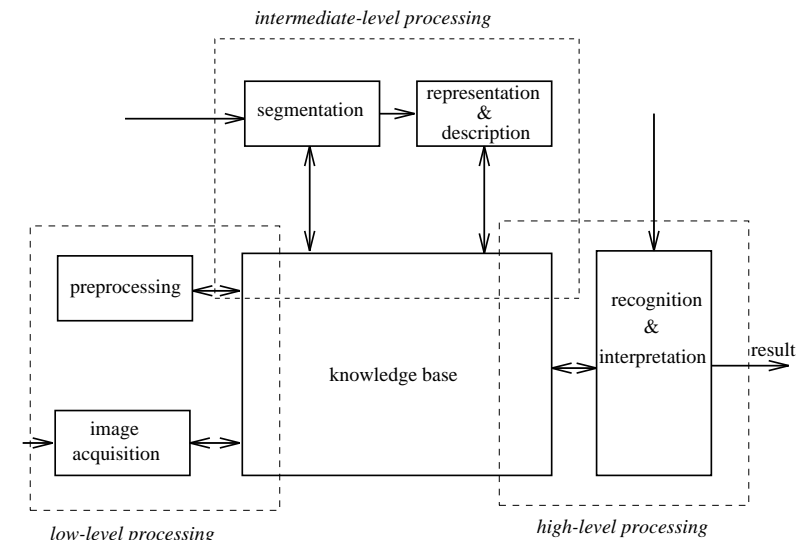 intermediate-level processing
segmentation
representation
&
description
preprocessing
recognition
&
interpretation
result
knowledge base
image
acquisition
low-level processing
high-level processing